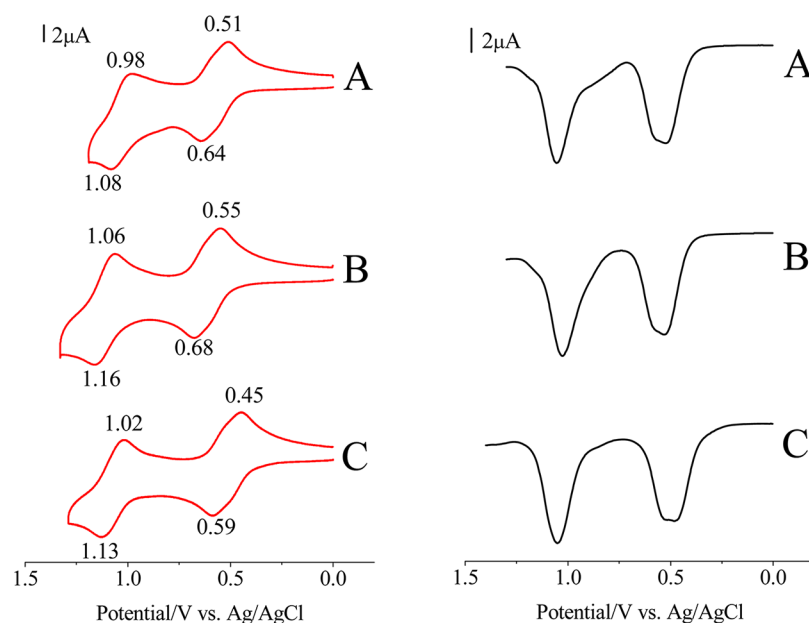 2μA
0.51
0.98
A
0.64
1.08
0.55
1.06
B
0.68
1.16
0.45
1.02
C
0.59
1.13
1.5 1.0 0.5 0.0
Potential/V vs. Ag/AgCl
2μA
A
B
C
1.5 1.0 0.5 0.0
Potential/V vs. Ag/AgCl